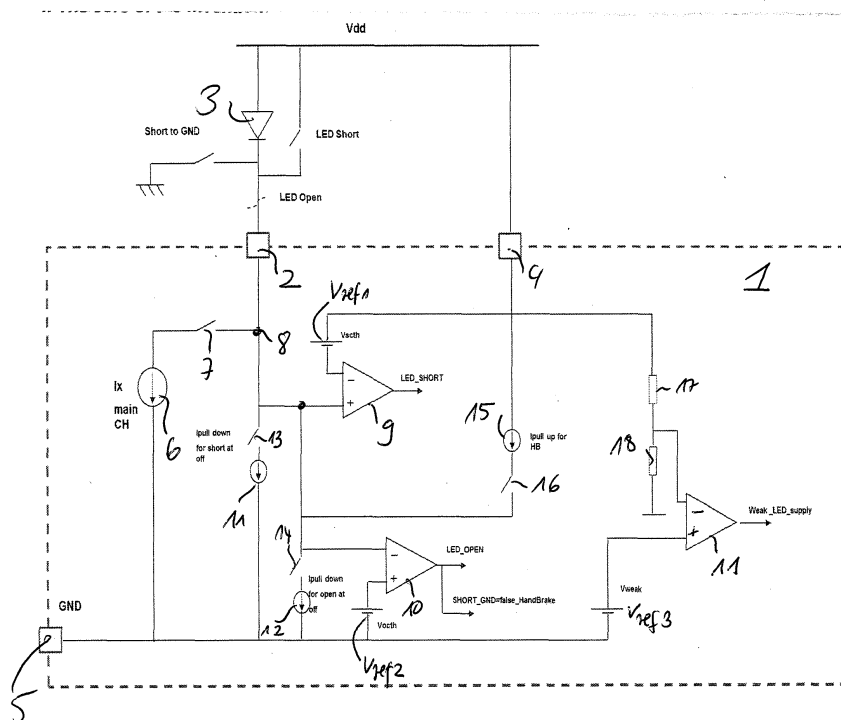 Vdd
3
Short to GND
LED Short
LED Open
2
4
1
Vref1
Vscth
7
8
LED_SHORT
Ix
main
CH
6
9
17
15
Ipull up for
HB
13
Ipull down
for short at
off
18
16
11
Weak_LED_supply
14
LED_OPEN
Ipull down
for open at
off
10
11
GND
12
SHORT_GND=false_HandBrake
Vweak
Vref3
Vocth
Vref2
5